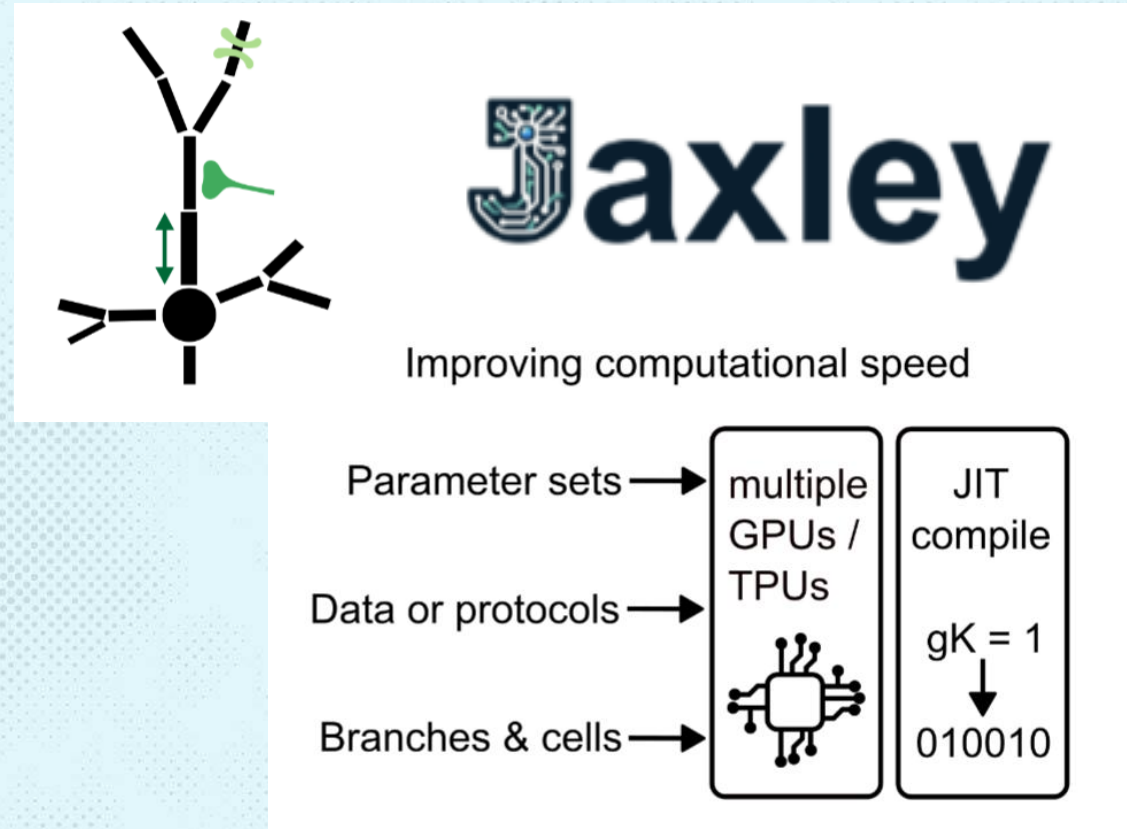 Jaxley
Improving computational speed
Parameter sets
Data or protocols
Branches & cells
multiple
GPUs /
TPUs
JIT
compile
gK = 1
010010